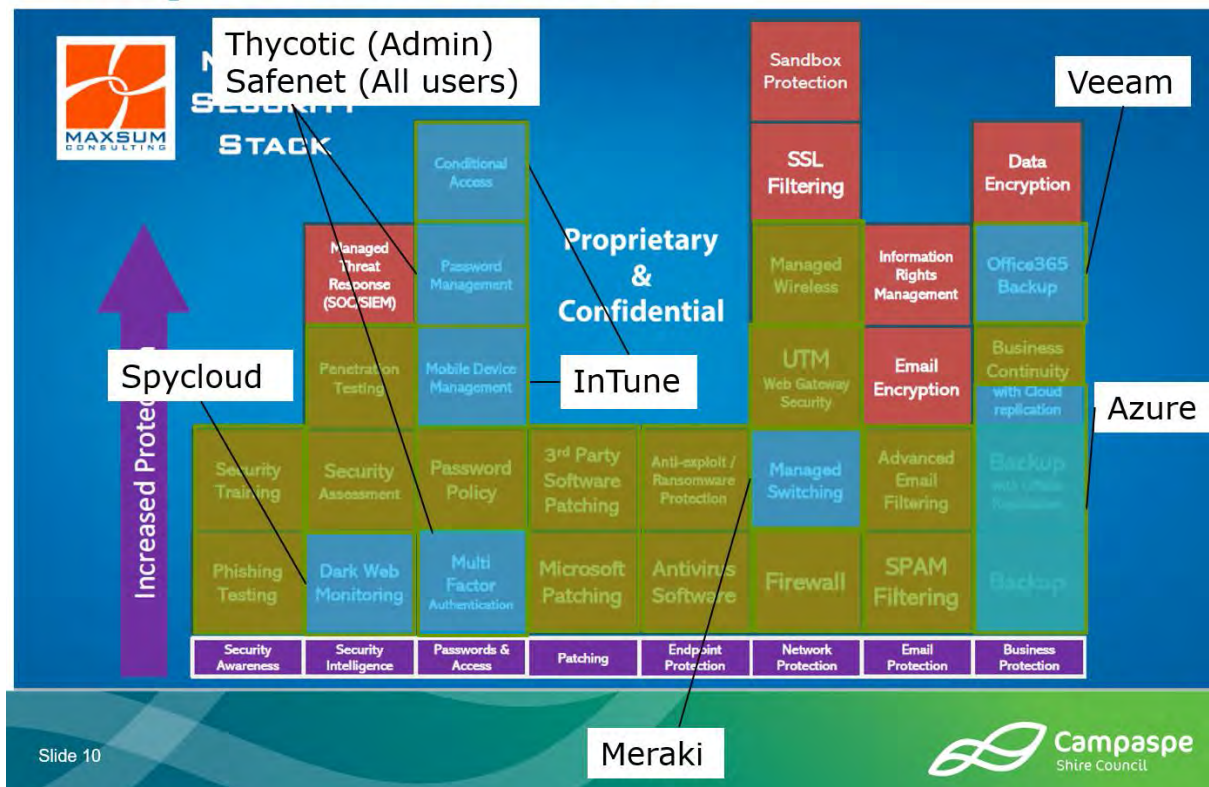 Thycotic (Admin)
Safenet (All users)
MAXSUM
CONSULTING
STACK
Veeam
Spycloud
InTune
Azure
Meraki
Proprietary
&
Confidential
Sandbox
Protection
Conditional
Access
SSL
Filtering
Data
Encryption
Managed
Threat
Response
(SOC/SIEM)
Password
Management
Managed
Wireless
Information
Rights
Management
Office365
Backup
Penetration
Testing
Mobile Device
Management
UTM
Web Gateway
Security
Email
Encryption
Business
Continuity
with Cloud
replication
Security
Training
Security
Assessment
Password
Policy
3rd Party
Software
Patching
Anti-exploit /
Ransomware
Protection
Managed
Switching
Advanced
Email
Filtering
Backup
Phishing
Testing
Dark Web
Monitoring
Multi
Factor
Authentication
Microsoft
Patching
Antivirus
Software
Firewall
SPAM
Filtering
Backup
Increased
Security
Awareness
Security
Intelligence
Passwords &
Access
Patching
Endpoint
Protection
Network
Protection
Email
Protection
Business
Protection
Slide 10
Campaspe
Shire Council